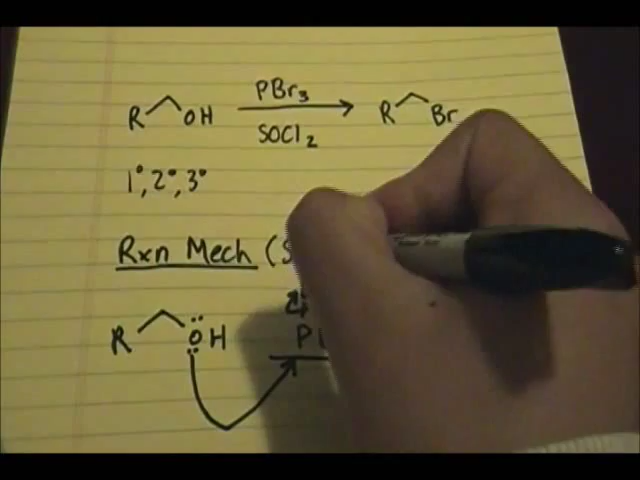 PBr₃
R OH R Br
SOCl₂
1°, 2°, 3°
Rxn Mech (S
R ÖH P